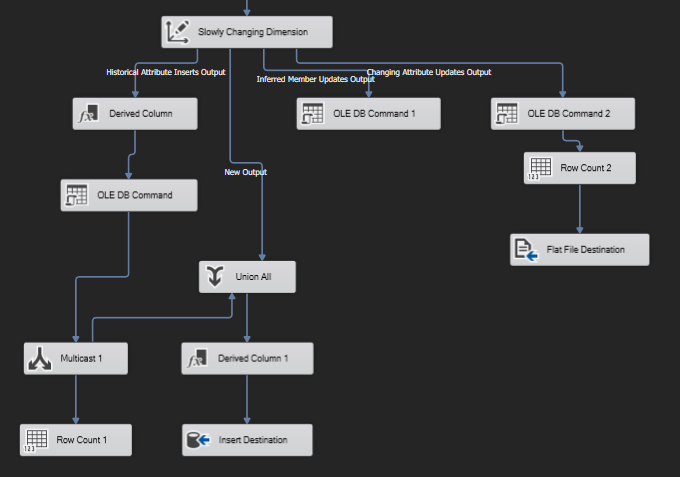 Slowly Changing Dimension
Historical Attribute Inserts Output
Inferred Member Updates Output
Changing Attribute Updates Output
Derived Column
OLE DB Command 1
OLE DB Command 2
New Output
Row Count 2
OLE DB Command
Flat File Destination
Union All
Multicast 1
Derived Column 1
Row Count 1
Insert Destination